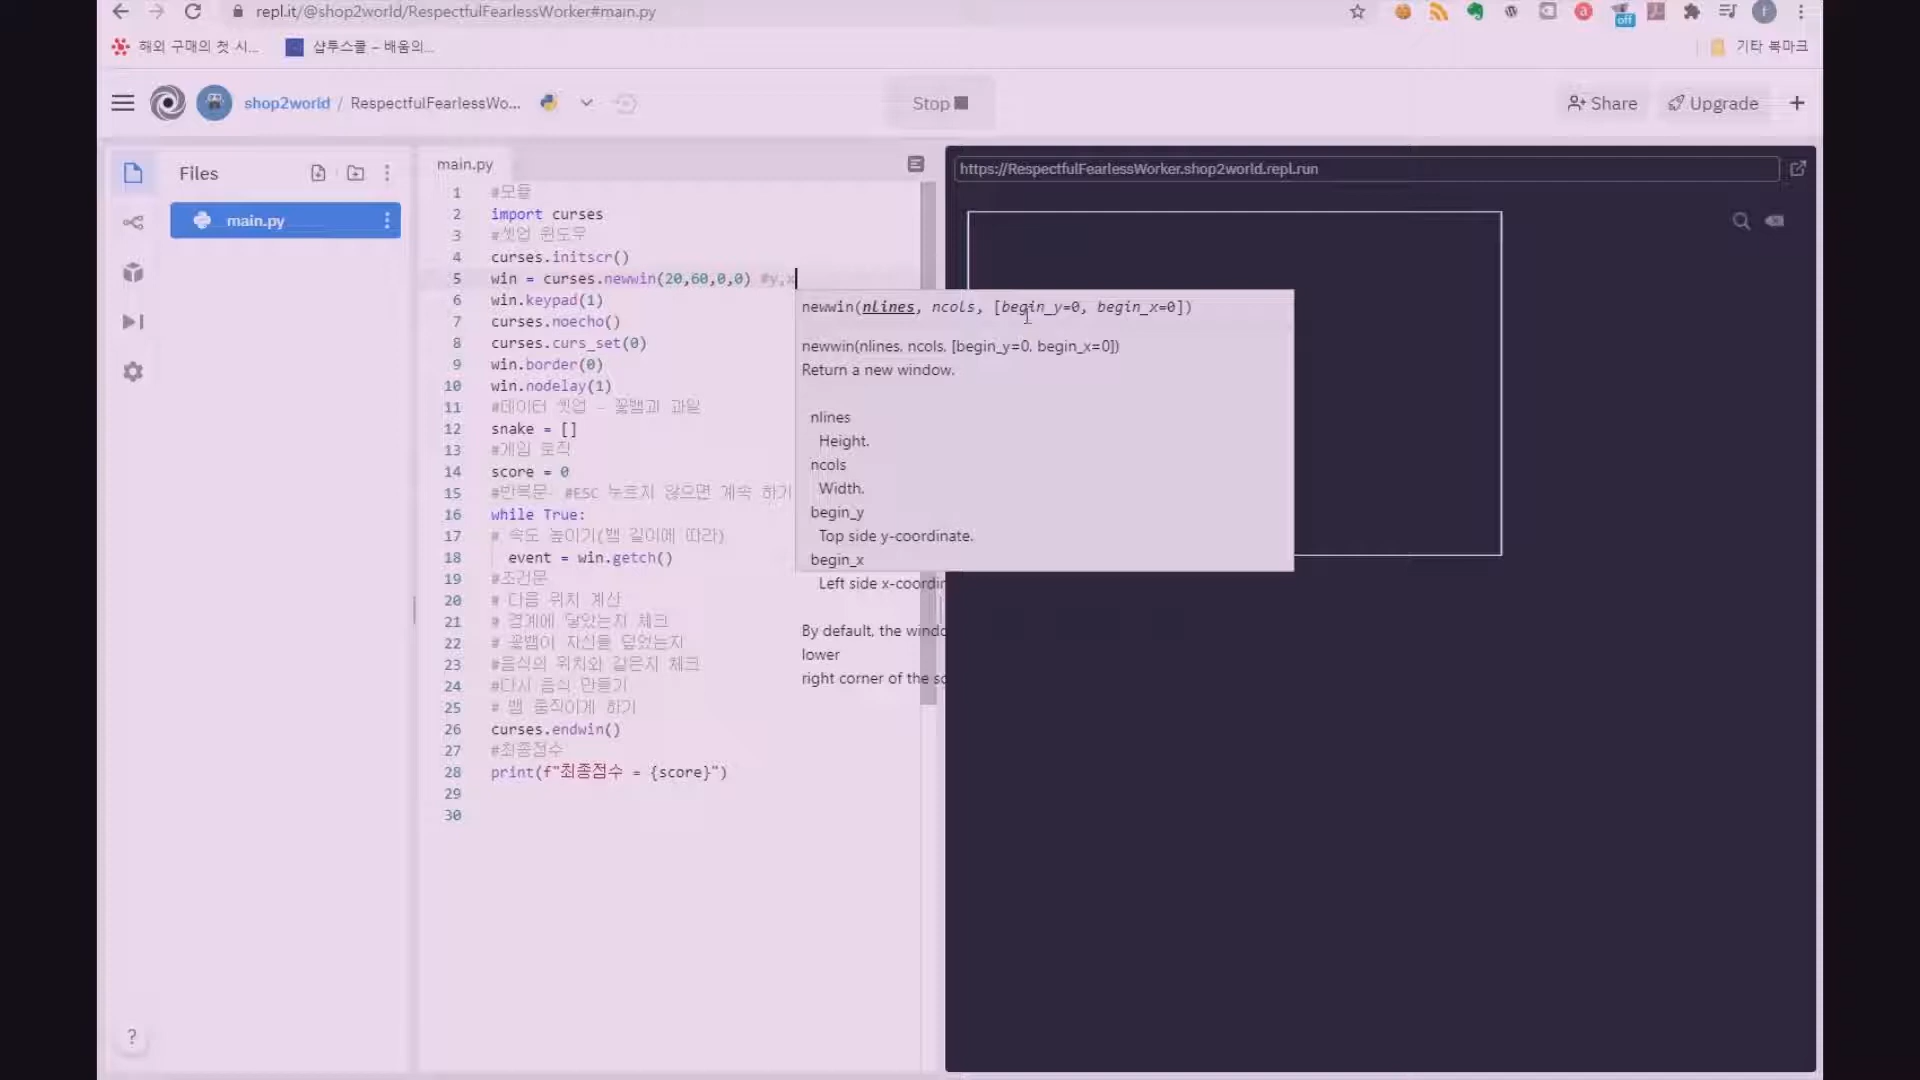 repl.it/@shop2world/RespectfulFearlessWorker#main.py
off
해외 구매의 첫 시...
샵투스쿨 – 배움의...
기타 북마크
shop2world / RespectfulFearlessWo...
Stop
Share
Upgrade
Files
main.py
main.py
https://RespectfulFearlessWorker.shop2world.repl.run
1 #모듈
2 import curses
3 #셋업 윈도우
4 curses.initscr()
5 win = curses.newwin(20,60,0,0) #y,x
6 win.keypad(1)
7 curses.noecho()
8 curses.curs_set(0)
9 win.border(0)
10 win.nodelay(1)
11 #데이터 셋업 – 꽃뱀과 과일
12 snake = []
13 #게임 로직
14 score = 0
15 #반복문- #ESC 누르지 않으면 계속 하기
16 while True:
17 # 속도 높이기(뱀 길이에 따라)
18 event = win.getch()
19 #조건문
20 # 다음 위치 계산
21 # 경계에 닿았는지 체크
22 # 꽃뱀이 자신을 덮었는지
23 #음식의 위치와 같은지 체크
24 #다시 음식 만들기
25 # 뱀 움직이게 하기
26 curses.endwin()
27 #최종점수
28 print(f"최종점수 = {score}")
29
30
newwin(nlines, ncols, [begin_y=0, begin_x=0])
newwin(nlines, ncols, [begin_y=0, begin_x=0])
Return a new window.
nlines
Height.
ncols
Width.
begin_y
Top side y-coordinate.
begin_x
Left side x-coordin
By default, the windo
lower
right corner of the sc
?